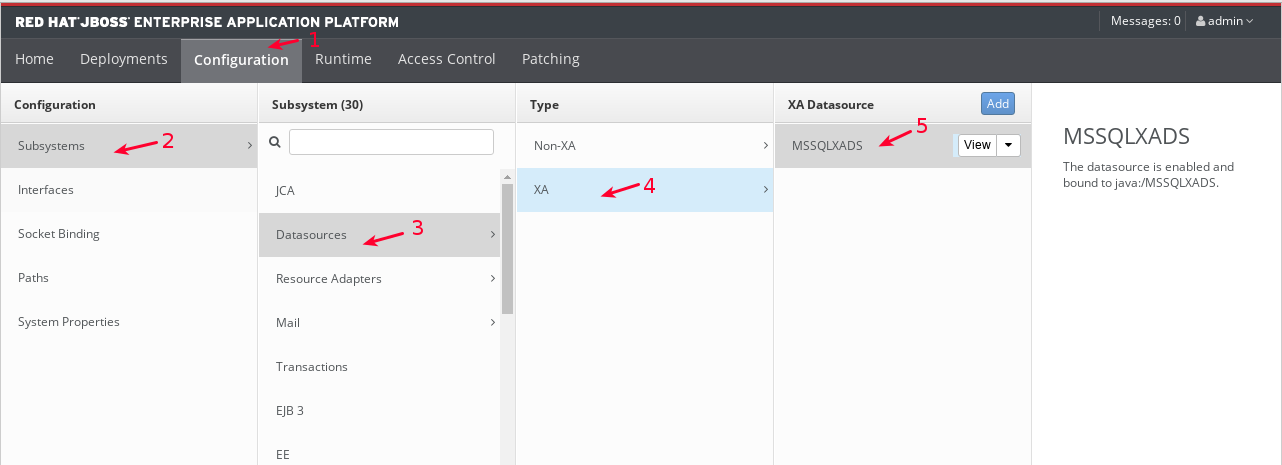 RED HAT JBOSS ENTERPRISE APPLICATION PLATFORM
Messages: 0
admin
1
Home Deployments Configuration Runtime Access Control Patching
Configuration
Subsystems
2
Interfaces
Socket Binding
Paths
System Properties
Subsystem (30)
JCA
Datasources
3
Resource Adapters
Mail
Transactions
EJB 3
EE
Type
Non-XA
XA
4
XA Datasource
Add
MSSQLXADS
5
View
MSSQLXADS
The datasource is enabled and
bound to java:/MSSQLXADS.